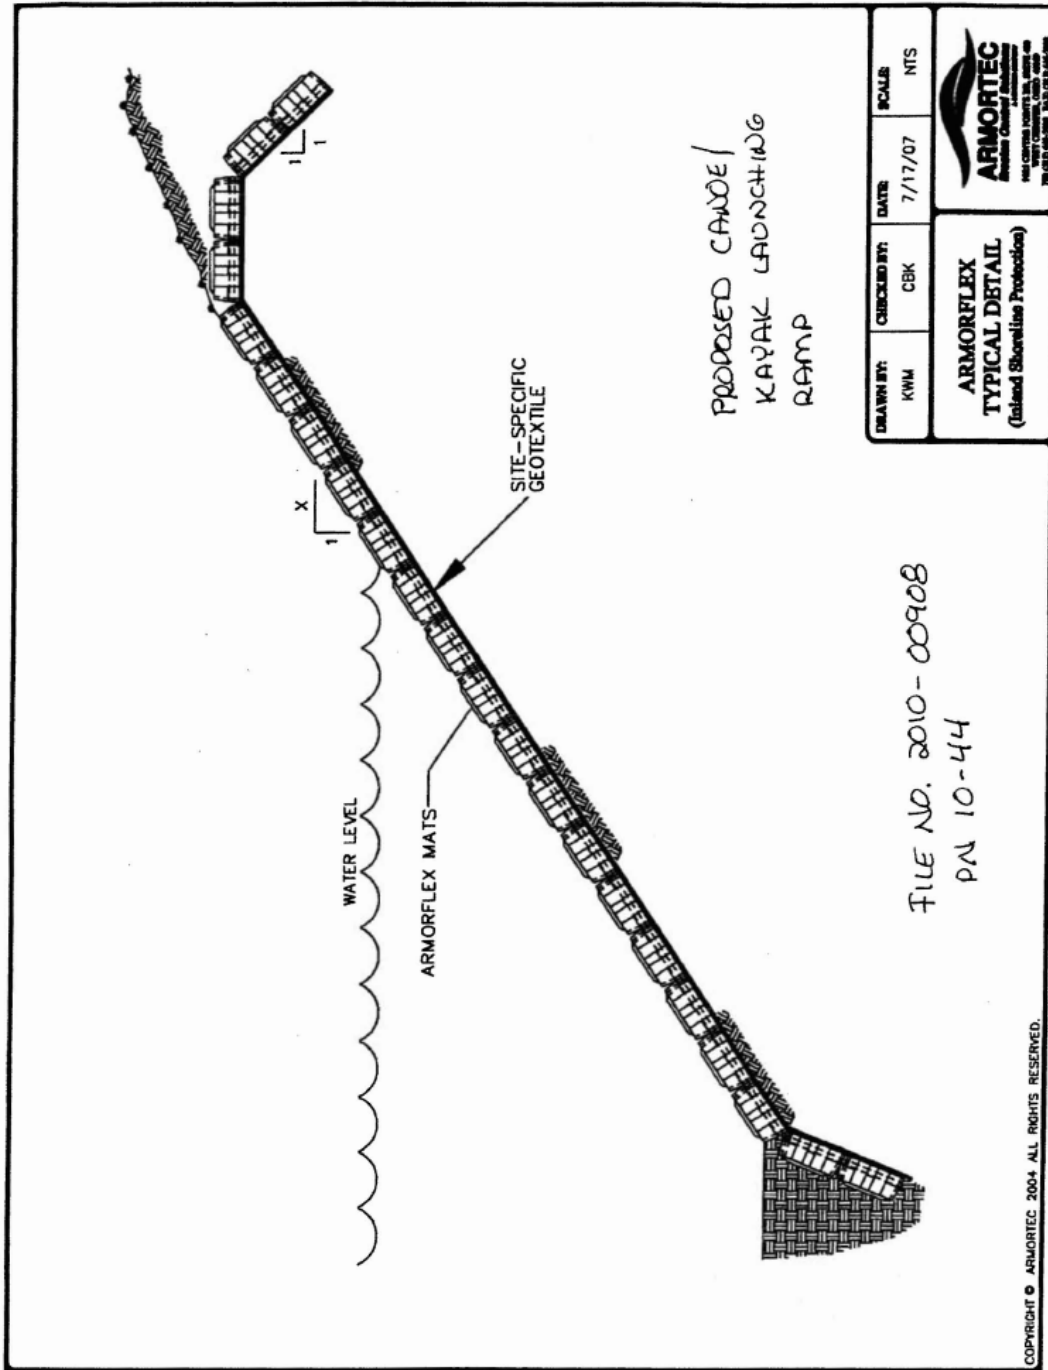 WATER LEVEL
ARMORFLEX MATS
1
X
SITE-SPECIFIC
GEOTEXTILE
1
1
PROPOSED CANOE/
KAYAK LAUNCHING
RAMP
FILE NO. 2010-00908
PN 10-44
DRAWN BY:
KWM
CHECKED BY:
CBK
DATE:
7/17/07
SCALE:
NTS
ARMORFLEX
TYPICAL DETAIL
(Inland Shoreline Protection)
ARMORTEC
COPYRIGHT © ARMORTEC 2004 ALL RIGHTS RESERVED.